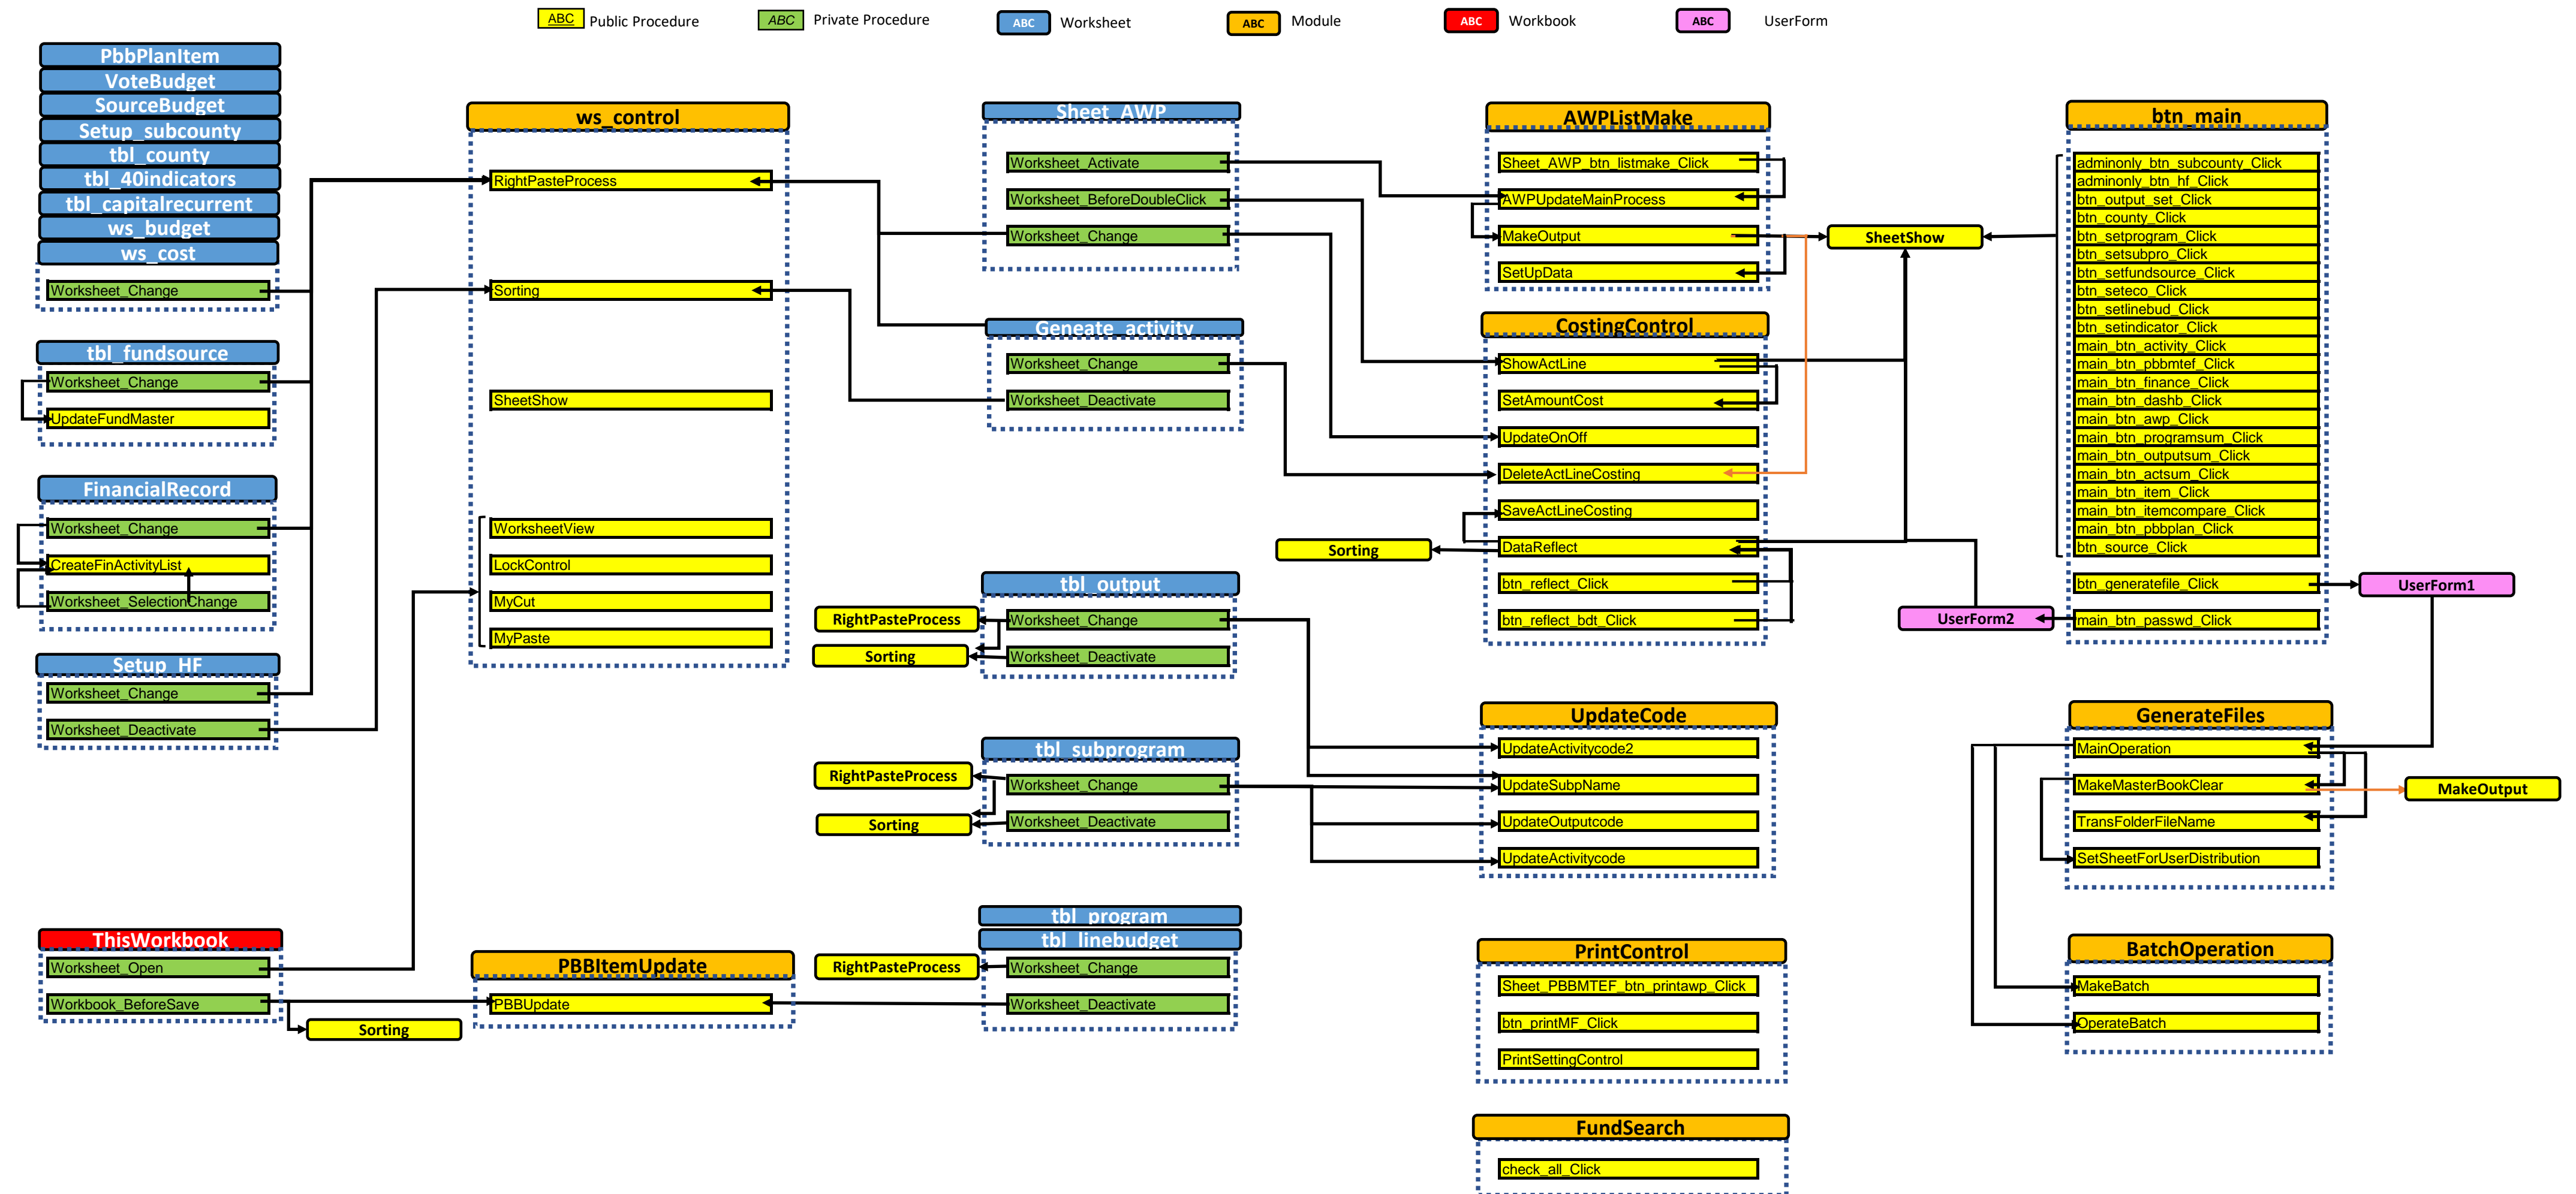 ABC Public Procedure
ABC Private Procedure
ABC Worksheet
ABC Module
ABC Workbook
ABC UserForm
PbbPlanItem
VoteBudget
SourceBudget
Setup_subcounty
tbl_county
tbl_40indicators
tbl_capitalrecurrent
ws_budget
ws_cost
Worksheet_Change
tbl_fundsource
Worksheet_Change
UpdateFundMaster
FinancialRecord
Worksheet_Change
CreateFinActivityList
Worksheet_SelectionChange
Setup_HF
Worksheet_Change
Worksheet_Deactivate
ThisWorkbook
Worksheet_Open
Workbook_BeforeSave
Sorting
ws_control
RightPasteProcess
Sorting
SheetShow
WorksheetView
LockControl
MyCut
MyPaste
PBBItemUpdate
PBBUpdate
Sheet_AWP
Worksheet_Activate
Worksheet_BeforeDoubleClick
Worksheet_Change
Geneate_activity
Worksheet_Change
Worksheet_Deactivate
tbl_output
RightPasteProcess
Worksheet_Change
Sorting
Worksheet_Deactivate
tbl_subprogram
RightPasteProcess
Worksheet_Change
Sorting
Worksheet_Deactivate
tbl_program
tbl_linebudget
RightPasteProcess
Worksheet_Change
Worksheet_Deactivate
AWPListMake
Sheet_AWP_btn_listmake_Click
AWPUpdateMainProcess
MakeOutput
SetUpData
SheetShow
CostingControl
ShowActLine
SetAmountCost
UpdateOnOff
DeleteActLineCosting
SaveActLineCosting
Sorting
DataReflect
btn_reflect_Click
btn_reflect_bdt_Click
UpdateCode
UpdateActivitycode2
UpdateSubpName
UpdateOutputcode
UpdateActivitycode
PrintControl
Sheet_PBBMTEF_btn_printawp_Click
btn_printMF_Click
PrintSettingControl
FundSearch
check_all_Click
btn_main
adminonly_btn_subcounty_Click
adminonly_btn_hf_Click
btn_output_set_Click
btn_county_Click
btn_setprogram_Click
btn_setsubpro_Click
btn_setfundsource_Click
btn_seteco_Click
btn_setlinebud_Click
btn_setindicator_Click
main_btn_activity_Click
main_btn_pbbmtef_Click
main_btn_finance_Click
main_btn_dashb_Click
main_btn_awp_Click
main_btn_programsum_Click
main_btn_outputsum_Click
main_btn_actsum_Click
main_btn_item_Click
main_btn_itemcompare_Click
main_btn_pbbplan_Click
btn_source_Click
btn_generatefile_Click
UserForm1
UserForm2
main_btn_passwd_Click
GenerateFiles
MainOperation
MakeMasterBookClear
MakeOutput
TransFolderFileName
SetSheetForUserDistribution
BatchOperation
MakeBatch
OperateBatch